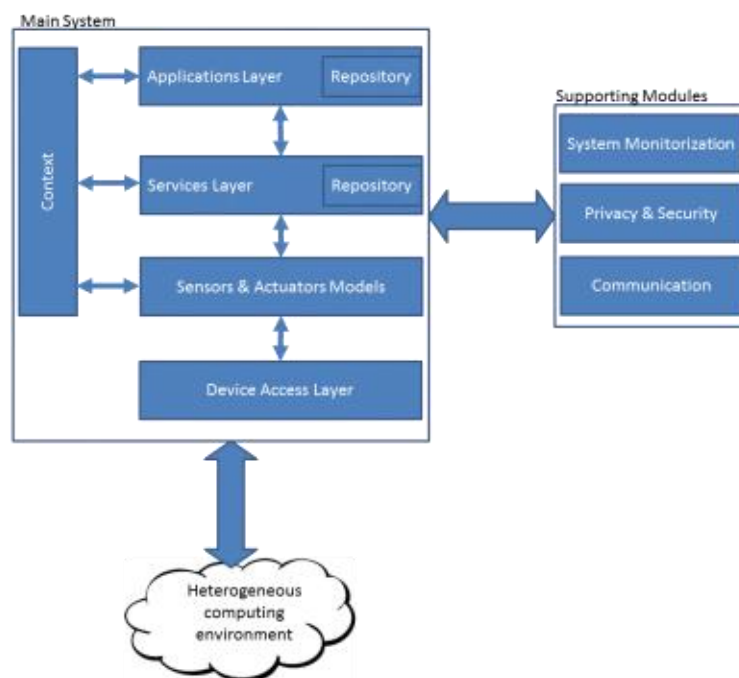 Main System
Context
Applications Layer
Repository
Services Layer
Repository
Sensors & Actuators Models
Device Access Layer
Supporting Modules
System Monitorization
Privacy & Security
Communication
Heterogeneous
computing
environment